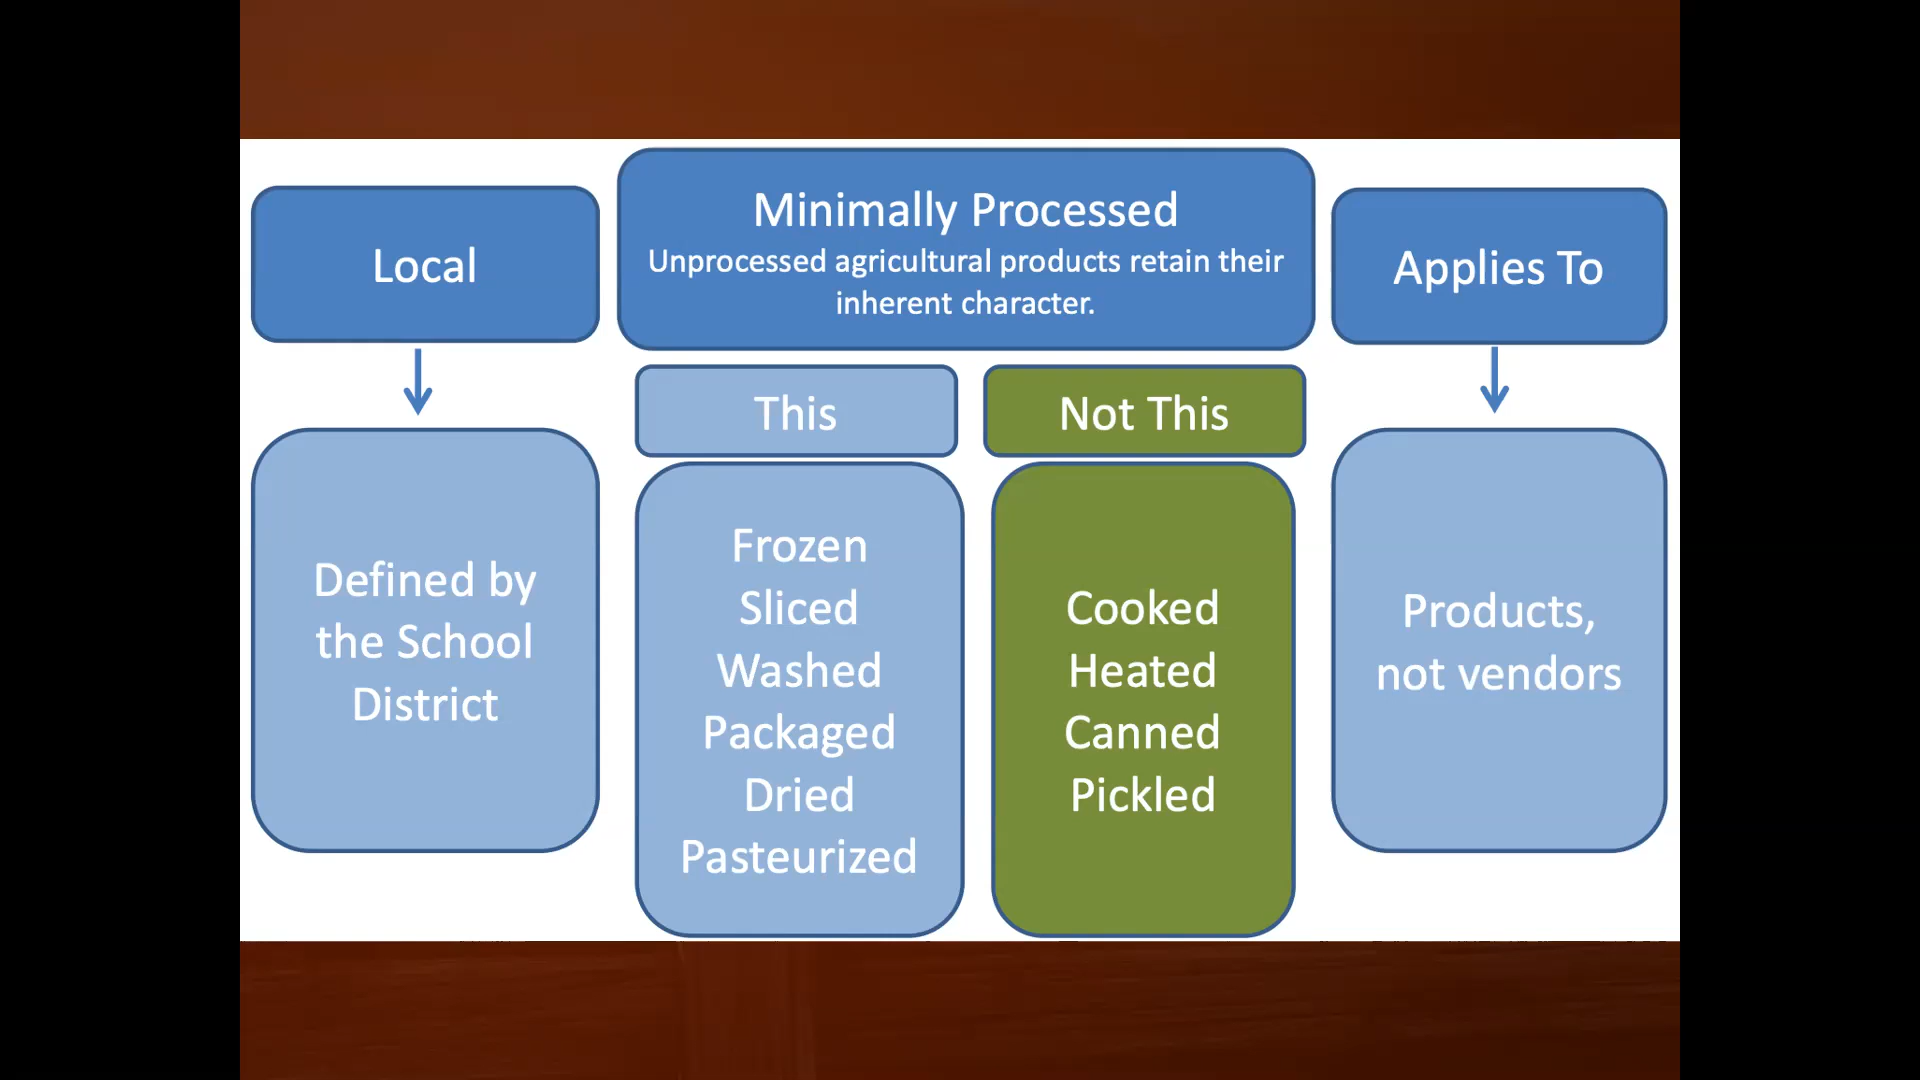 Local
Defined by
the School
District
Minimally Processed
Unprocessed agricultural products retain their
inherent character.
This
Frozen
Sliced
Washed
Packaged
Dried
Pasteurized
Not This
Cooked
Heated
Canned
Pickled
Applies To
Products,
not vendors